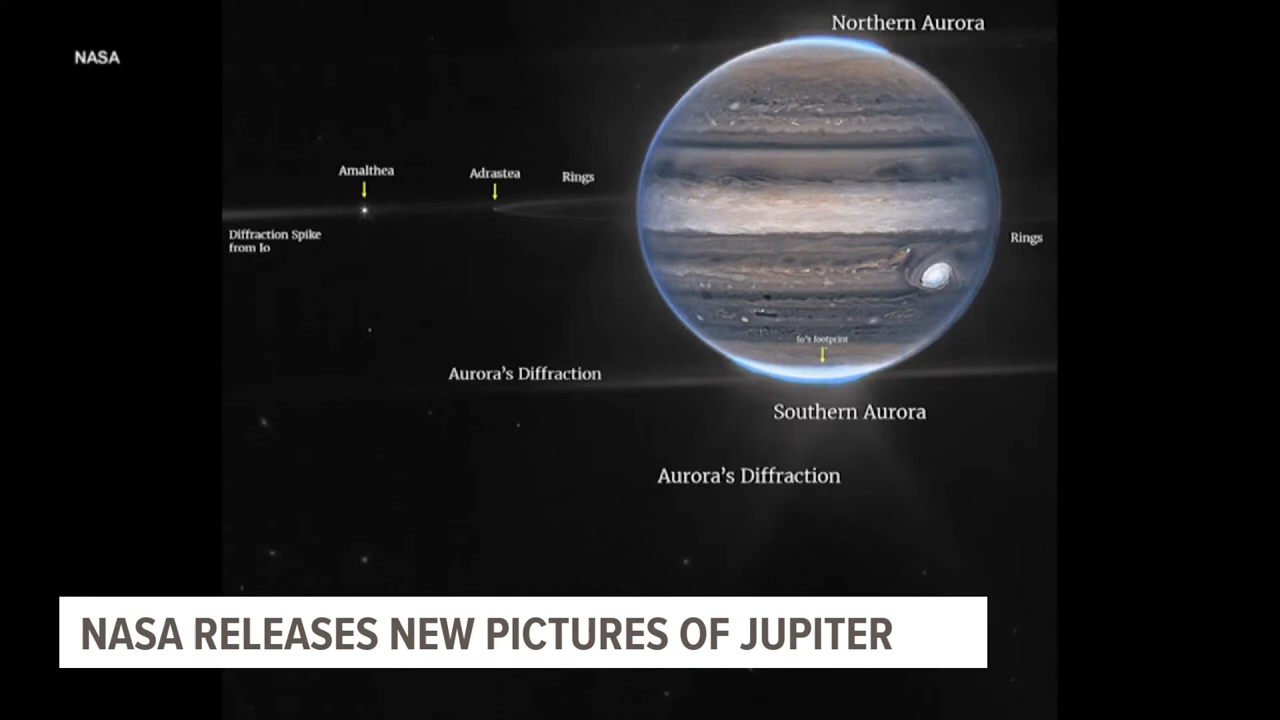 Northern Aurora
NASA
Amalthea
Adrastea
Rings
Diffraction Spike
from Io
Rings
Io's footprint
Aurora's Diffraction
Southern Aurora
Aurora's Diffraction
NASA RELEASES NEW PICTURES OF JUPITER